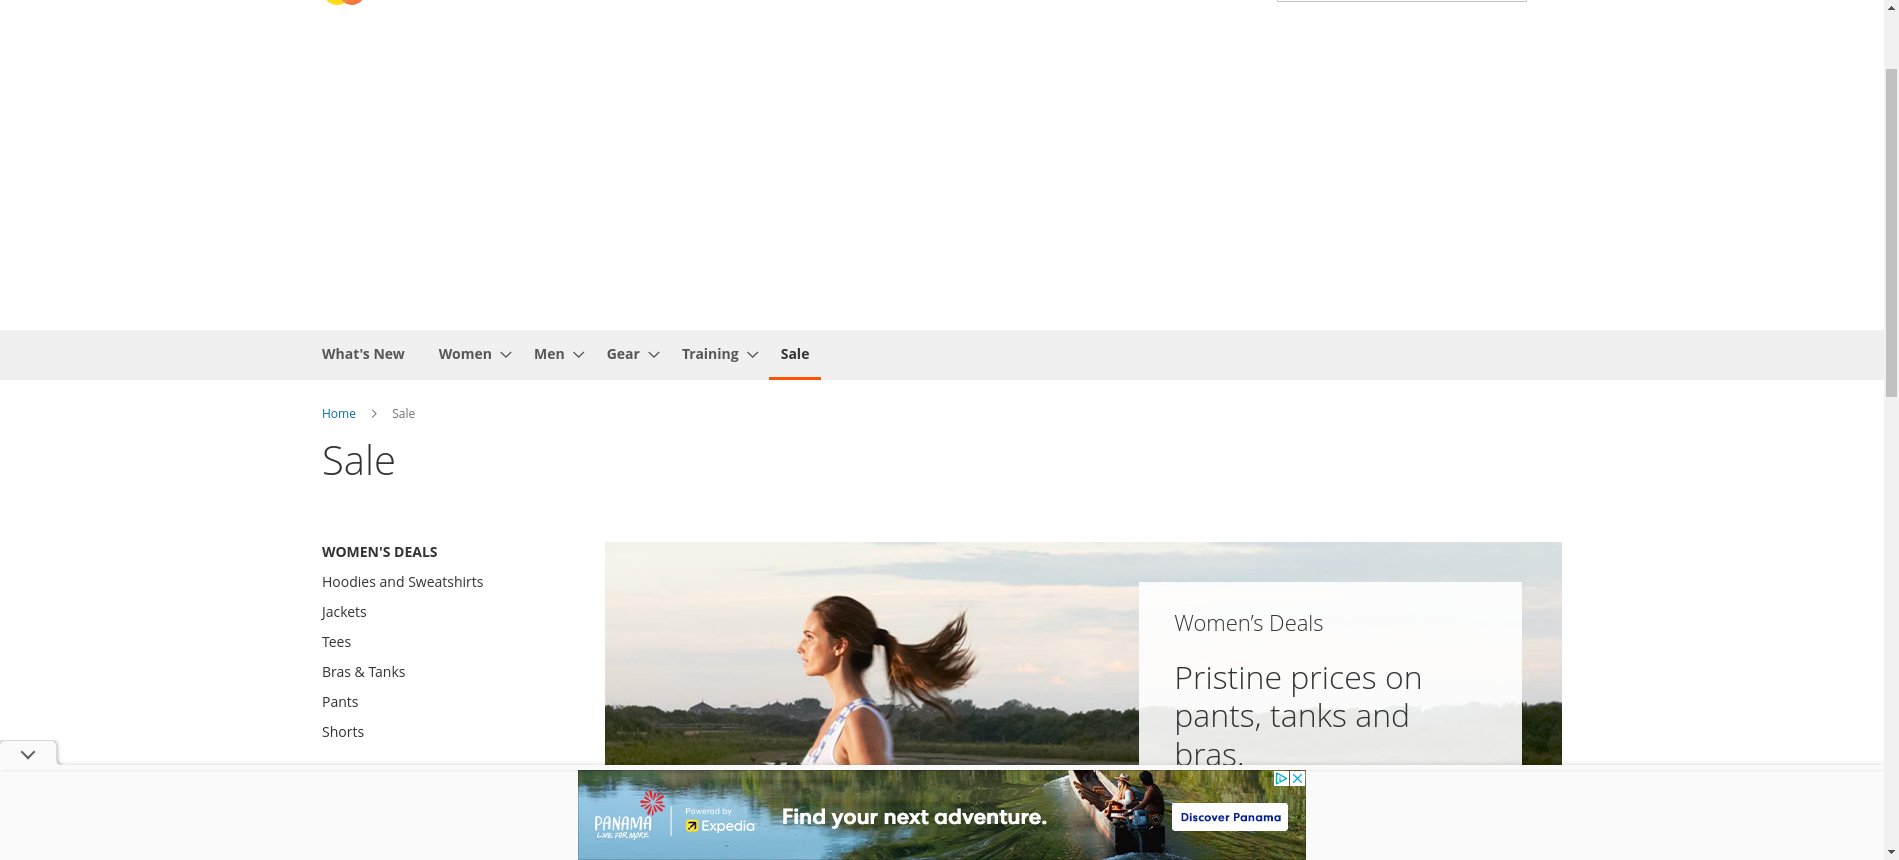 What's New Women Men Gear Training Sale
Home Sale
Sale
WOMEN'S DEALS
Hoodies and Sweatshirts
Jackets
Tees
Bras & Tanks
Pants
Shorts
Women’s Deals
Pristine prices on
pants, tanks and
bras.
PANAMA
LIVE FOR MORE
Powered by
Expedia
Find your next adventure.
Discover Panama